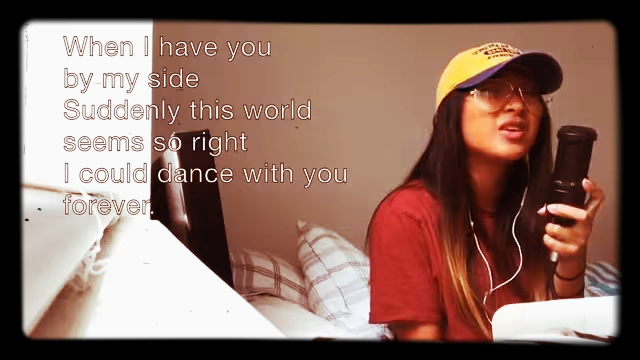 When I have you
by my side
Suddenly this world
seems so right
I could dance with you
forever.